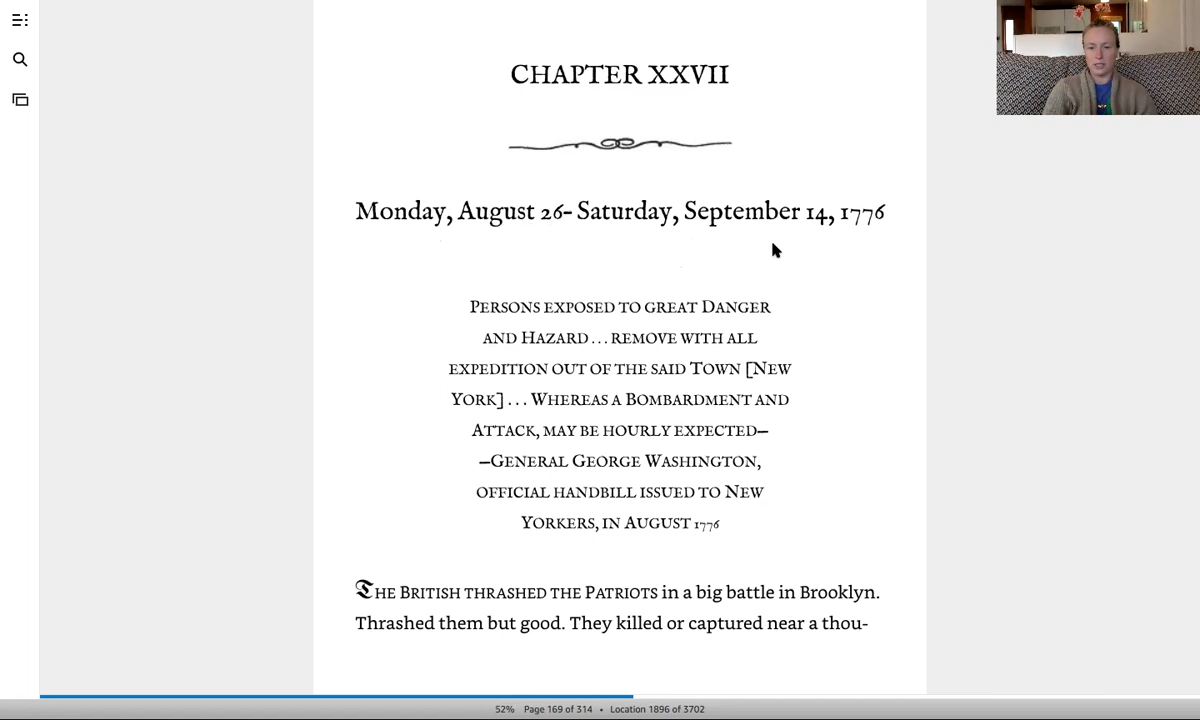 CHAPTER XXVII
Monday, August 26- Saturday, September 14, 1776
PERSONS EXPOSED TO GREAT DANGER
AND HAZARD . . . REMOVE WITH ALL
EXPEDITION OUT OF THE SAID TOWN [NEW
YORK] . . . WHEREAS A BOMBARDMENT AND
ATTACK, MAY BE HOURLY EXPECTED—
—GENERAL GEORGE WASHINGTON,
OFFICIAL HANDBILL ISSUED TO NEW
YORKERS, IN AUGUST 1776
THE BRITISH THRASHED THE PATRIOTS in a big battle in Brooklyn.
Thrashed them but good. They killed or captured near a thou-
52% Page 169 of 314 • Location 1896 of 3702